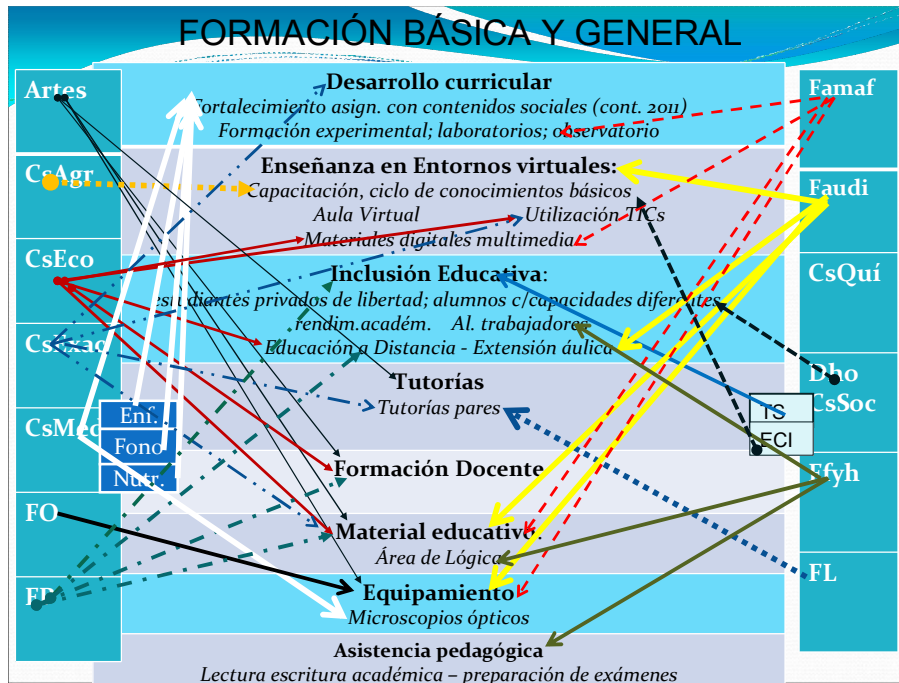 FORMACIÓN BÁSICA Y GENERAL
Artes
CsAgr
CsEco
CsExac
CsMed
Enf.
Fono
Nutr.
FO
FP
Desarrollo curricular
Fortalecimiento asign. con contenidos sociales (cont. 2011)
Formación experimental; laboratorios; observatorio
Enseñanza en Entornos virtuales:
Capacitación, ciclo de conocimientos básicos
Aula Virtual Utilización TICs
Materiales digitales multimedia
Inclusión Educativa:
estudiantes privados de libertad; alumnos c/capacidades diferentes
rendim.académ. Al. trabajadores
Educación a Distancia - Extensión áulica
Tutorías
Tutorías pares
Formación Docente
Material educativo:
Área de Lógica
Equipamiento
Microscopios ópticos
Asistencia pedagógica
Lectura escritura académica – preparación de exámenes
Famaf
Faudi
CsQuí
Dho
CsSoc
TS
ECI
Ffyh
FL